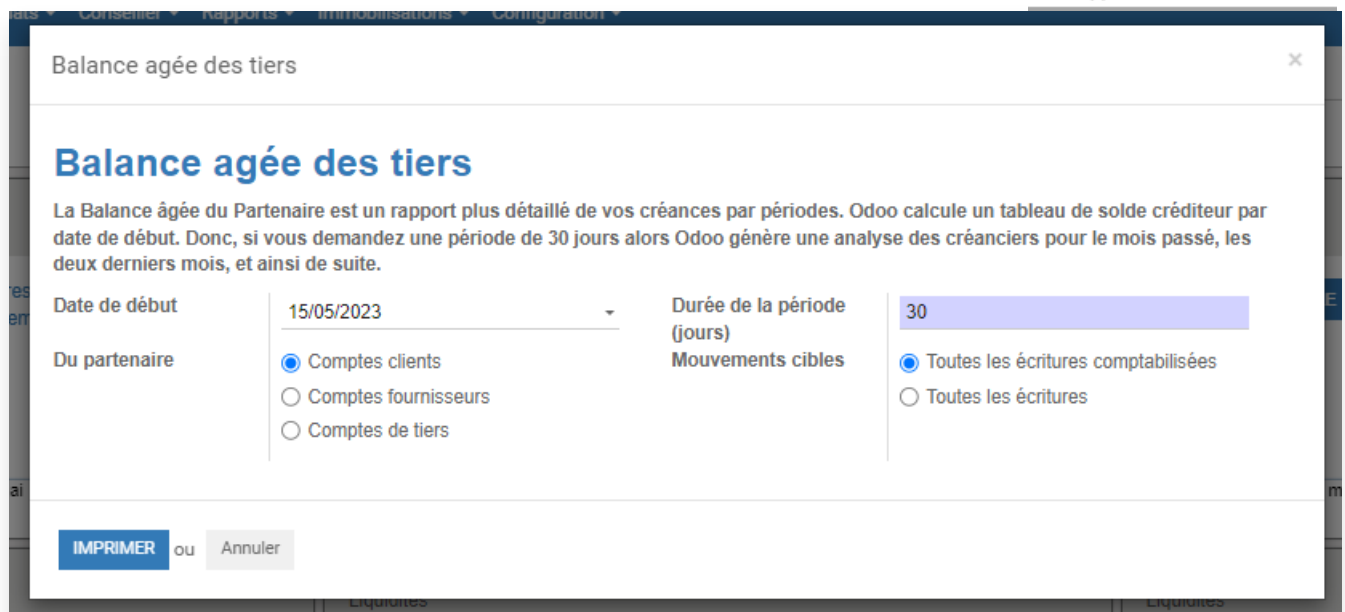 Conseiller Rapports Immobilisations Configuration
Balance agée des tiers ×
Balance agée des tiers
La Balance âgée du Partenaire est un rapport plus détaillé de vos créances par périodes. Odoo calcule un tableau de solde créditeur par
date de début. Donc, si vous demandez une période de 30 jours alors Odoo génère une analyse des créanciers pour le mois passé, les
deux derniers mois, et ainsi de suite.
Date de début
15/05/2023
Durée de la période
(jours)
30
Du partenaire
Comptes clients
Comptes fournisseurs
Comptes de tiers
Mouvements cibles
Toutes les écritures comptabilisées
Toutes les écritures
IMPRIMER ou Annuler
Liquidités Liquidités